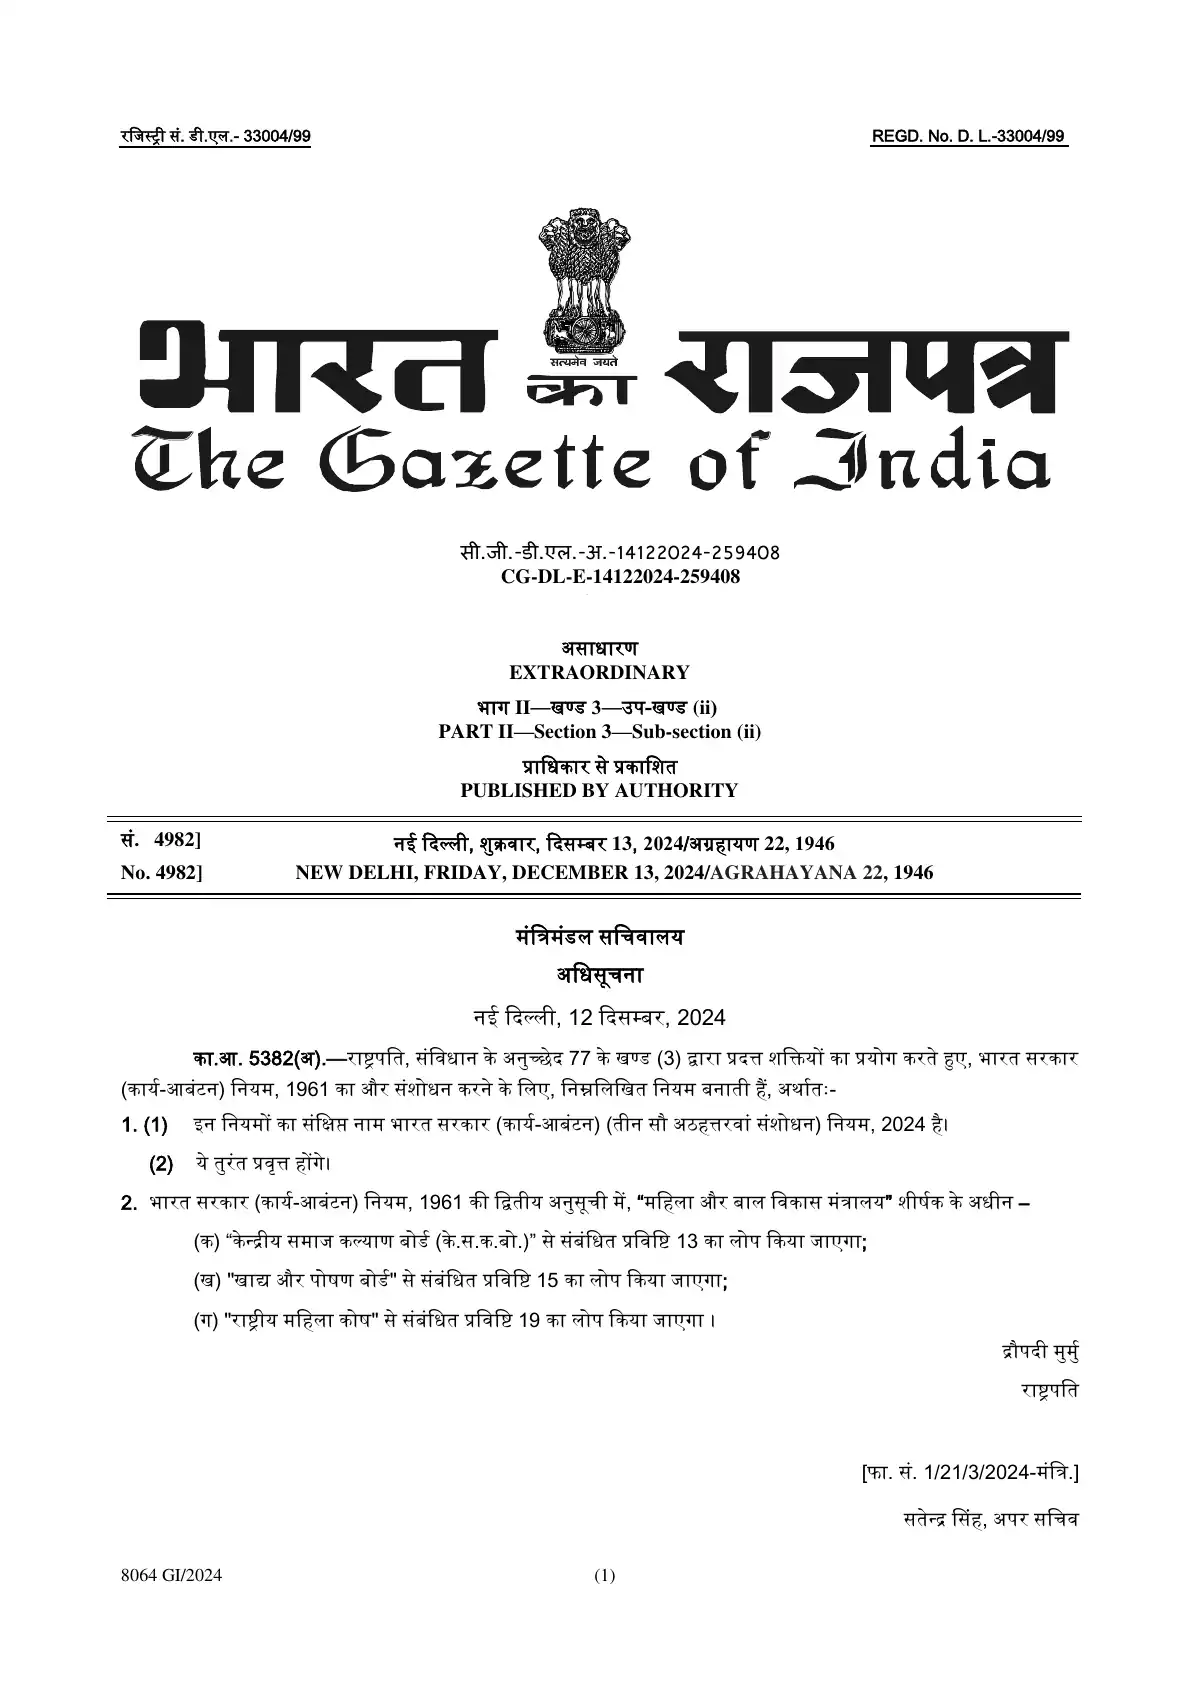 रजिस्ट्री सं. डी.एल.- 33004/99
REGD. No. D. L.-33004/99
सत्यमेव जयते
भारत का राजपत्र
The Gazette of India
सी.जी.-डी.एल.-अ.-14122024-259408
CG-DL-E-14122024-259408
असाधारण
EXTRAORDINARY
भाग II—खण्ड 3—उप-खण्ड (ii)
PART II—Section 3—Sub-section (ii)
प्राधिकार से प्रकाशित
PUBLISHED BY AUTHORITY
सं. 4982]
नई दिल्ली, शुक्रवार, दिसम्बर 13, 2024/अग्रहायण 22, 1946
No. 4982]
NEW DELHI, FRIDAY, DECEMBER 13, 2024/AGRAHAYANA 22, 1946
मंत्रिमंडल सचिवालय
अधिसूचना
नई दिल्ली, 12 दिसम्बर, 2024
का.आ. 5382(अ).—राष्ट्रपति, संविधान के अनुच्छेद 77 के खण्ड (3) द्वारा प्रदत्त शक्तियों का प्रयोग करते हुए, भारत सरकार
(कार्य-आबंटन) नियम, 1961 का और संशोधन करने के लिए, निम्नलिखित नियम बनाती हैं, अर्थात:-
1. (1) इन नियमों का संक्षिप्त नाम भारत सरकार (कार्य-आबंटन) (तीन सौ अठहत्तरवां संशोधन) नियम, 2024 है।
(2) ये तुरंत प्रवृत्त होंगे।
2. भारत सरकार (कार्य-आबंटन) नियम, 1961 की द्वितीय अनुसूची में, “महिला और बाल विकास मंत्रालय” शीर्षक के अधीन –
(क) “केन्द्रीय समाज कल्याण बोर्ड (के.स.क.बो.)” से संबंधित प्रविष्टि 13 का लोप किया जाएगा;
(ख) "खाद्य और पोषण बोर्ड" से संबंधित प्रविष्टि 15 का लोप किया जाएगा;
(ग) "राष्ट्रीय महिला कोष" से संबंधित प्रविष्टि 19 का लोप किया जाएगा ।
द्रौपदी मुर्मु
राष्ट्रपति
[फा. सं. 1/21/3/2024-मंत्रि.]
सतेन्द्र सिंह, अपर सचिव
8064 GI/2024
(1)